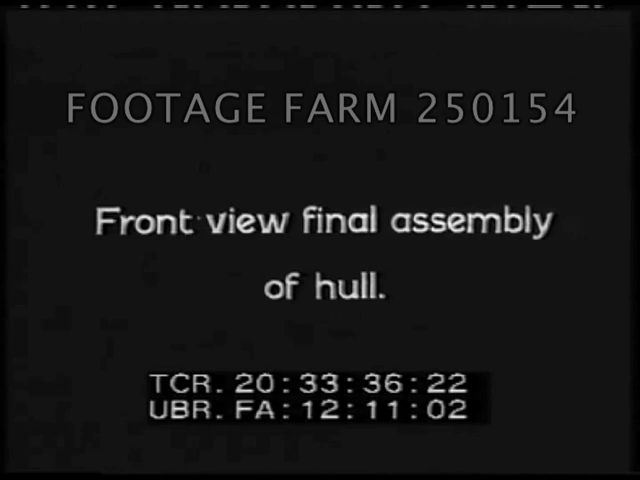 FOOTAGE FARM 250154
Front view final assembly
of hull.
TCR. 20:33:36:22
UBR. FA:12:11:02